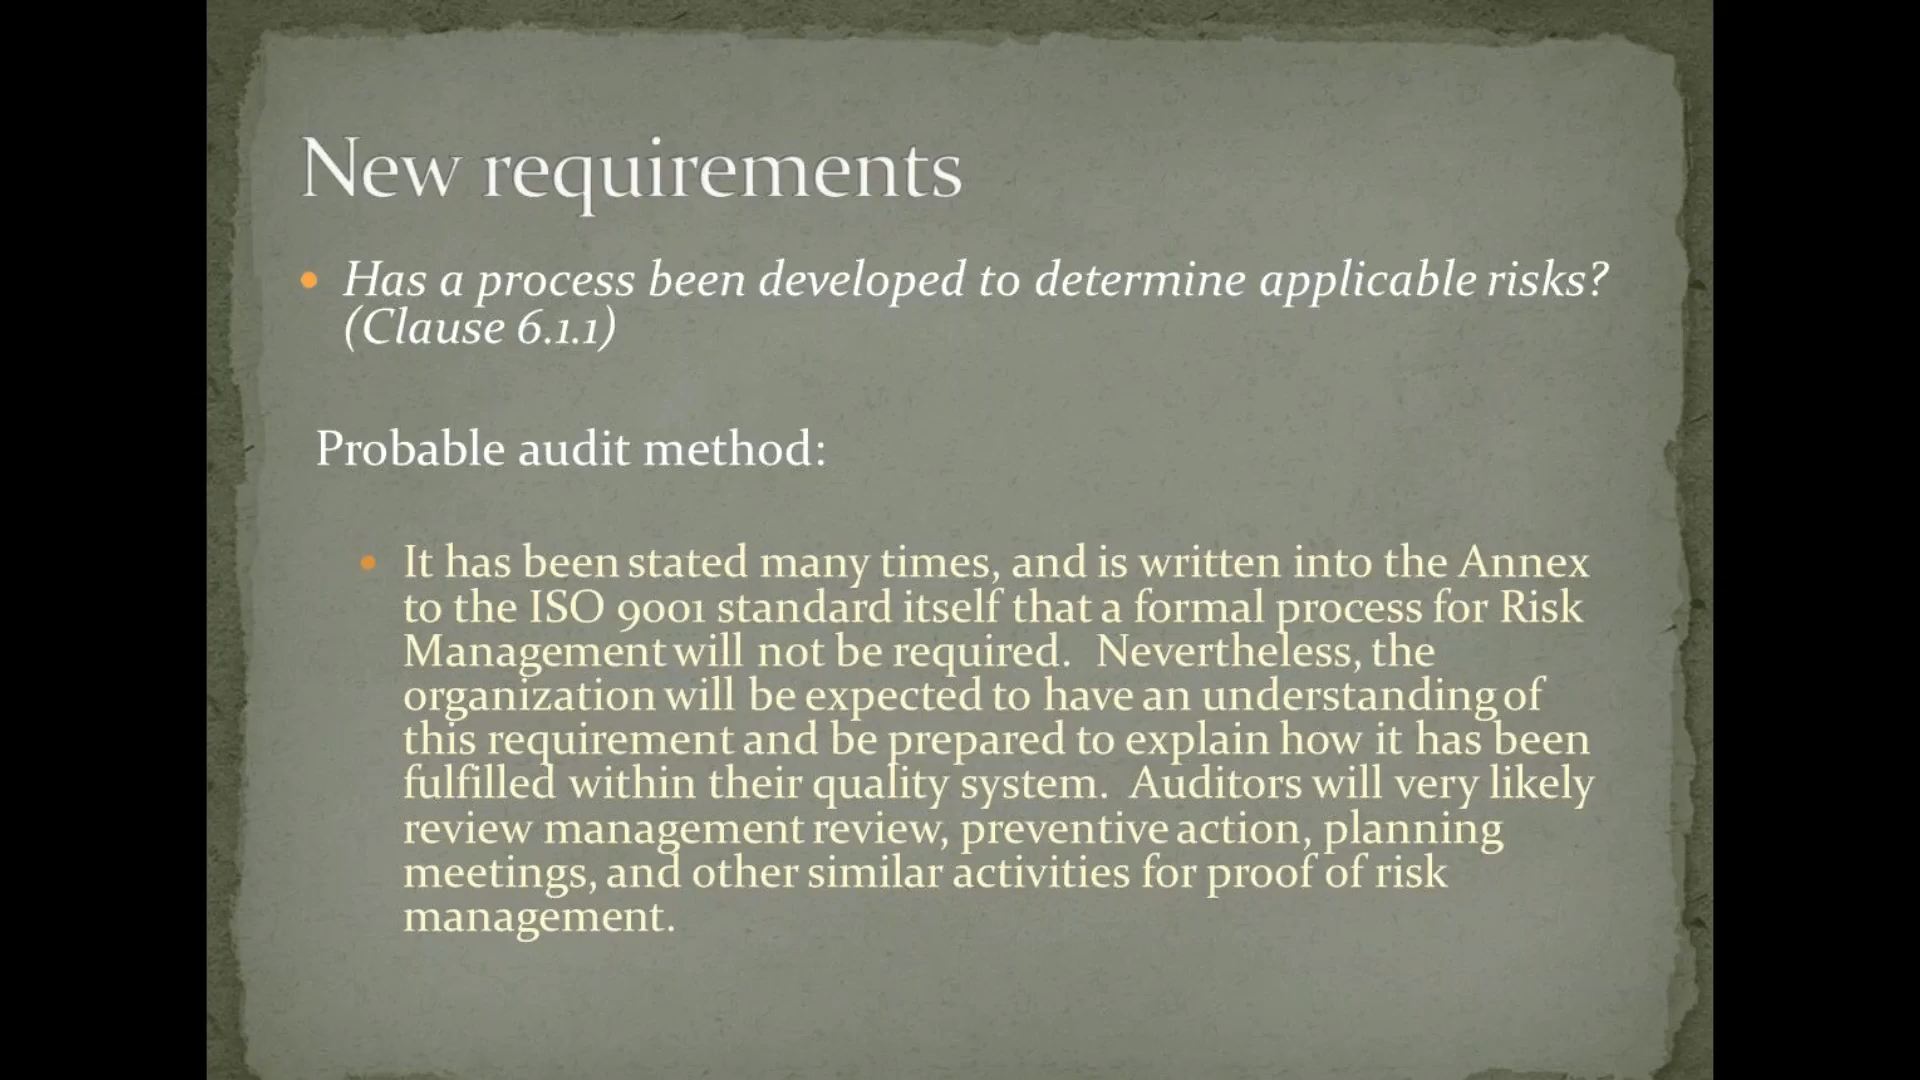 New requirements
• Has a process been developed to determine applicable risks?
(Clause 6.1.1)
Probable audit method:
• It has been stated many times, and is written into the Annex
to the ISO 9001 standard itself that a formal process for Risk
Management will not be required.  Nevertheless, the
organization will be expected to have an understanding of
this requirement and be prepared to explain how it has been
fulfilled within their quality system.  Auditors will very likely
review management review, preventive action, planning
meetings, and other similar activities for proof of risk
management.